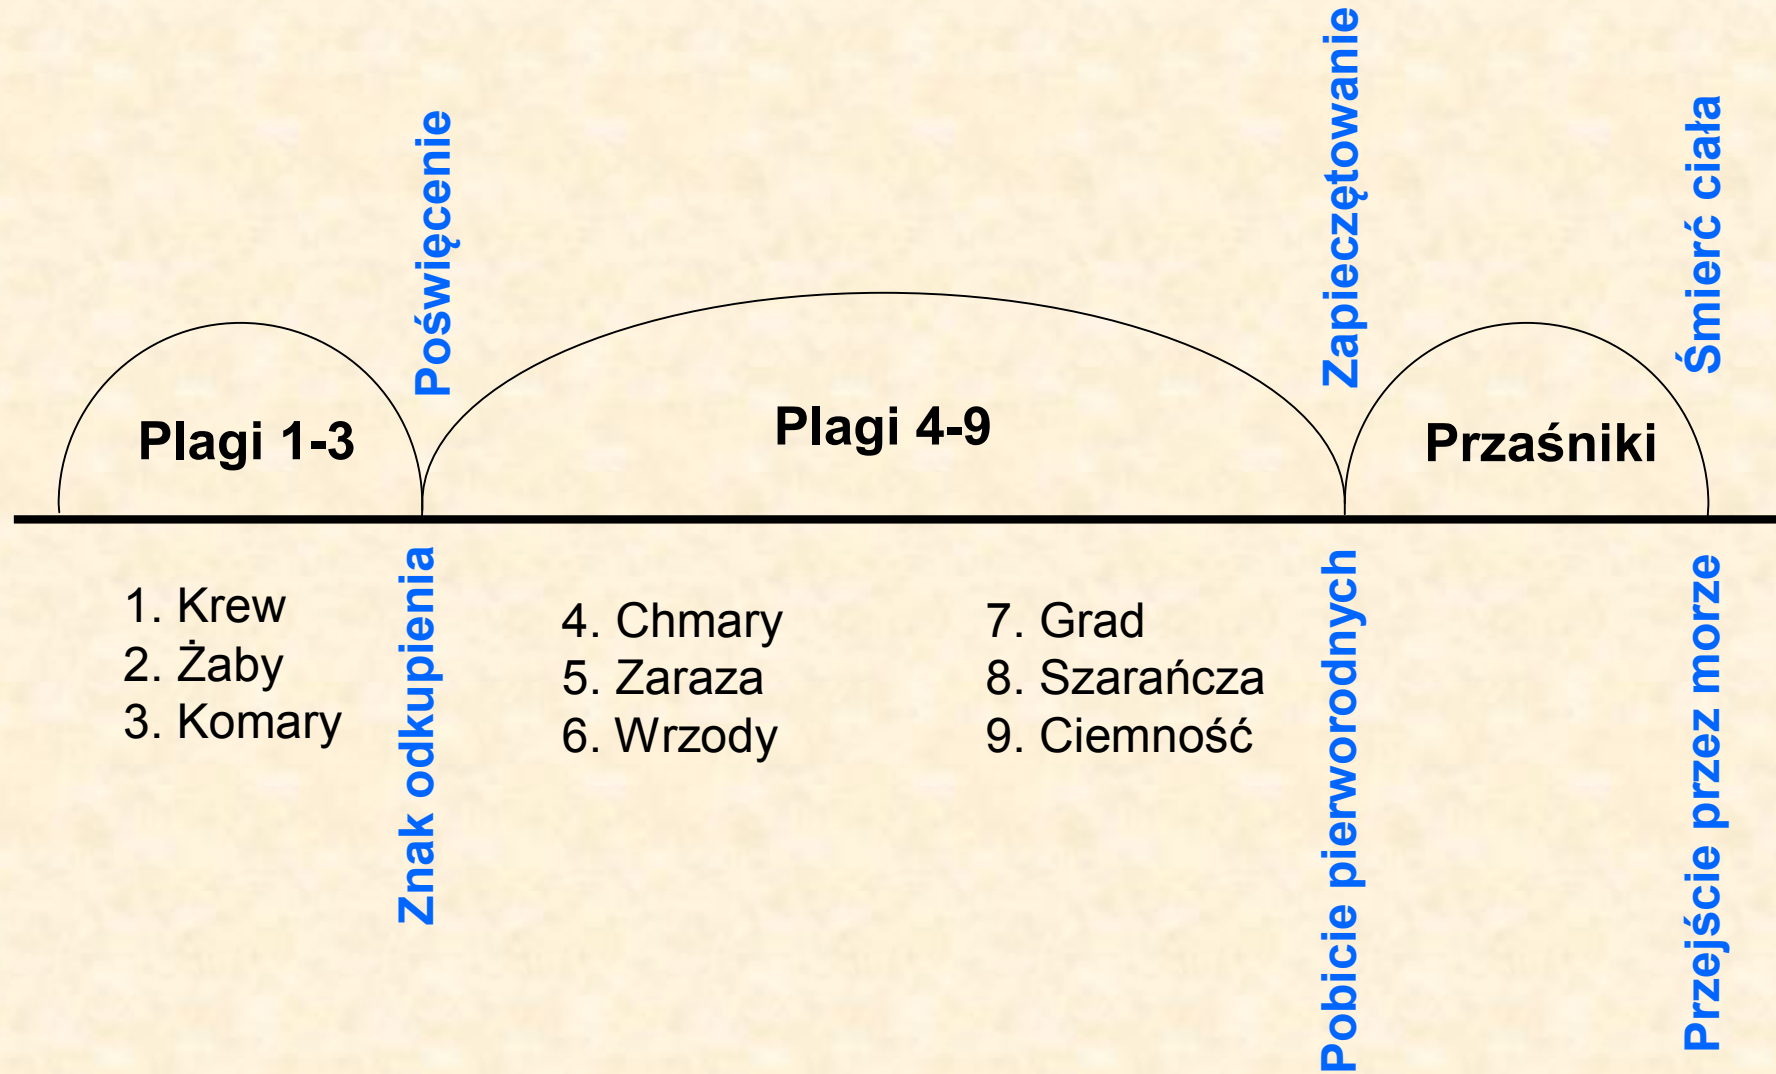 Poświęcenie
Zapieczętowanie
Śmierć ciała
Plagi 1-3
Plagi 4-9
Przaśniki
1. Krew
2. Żaby
3. Komary
Znak odkupienia
4. Chmary
5. Zaraza
6. Wrzody
7. Grad
8. Szarańcza
9. Ciemność
Pobicie pierworodnych
Przejście przez morze